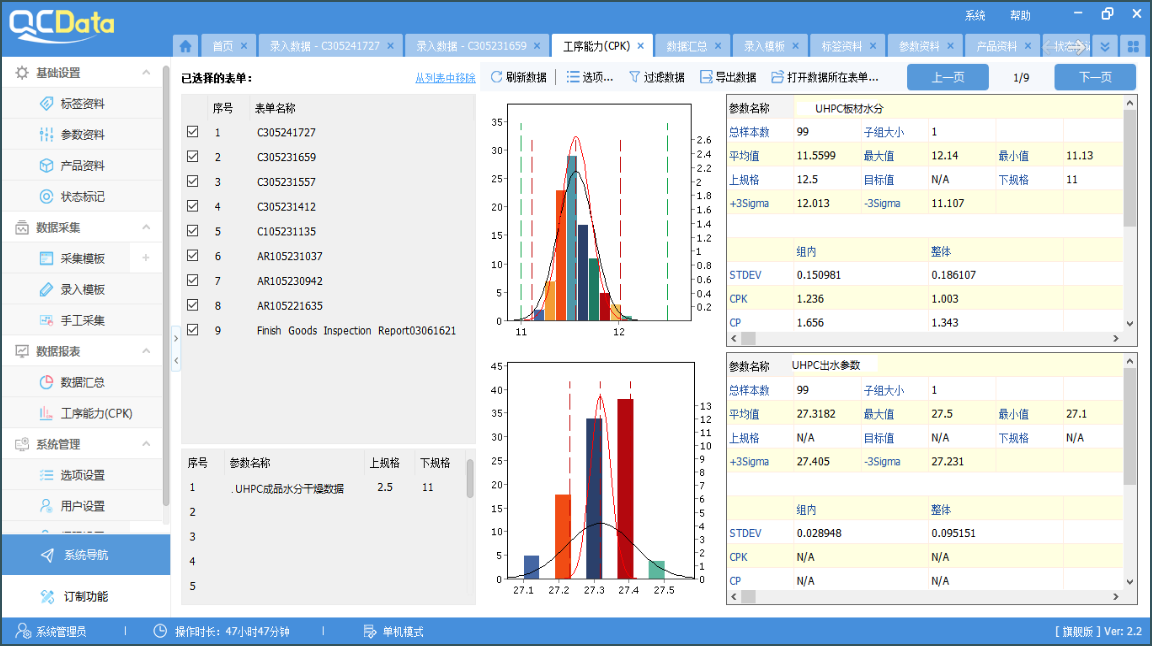 QCData
系统 帮助
首页 × 录入数据 - C305241727 × 录入数据 - C305231659 × 工序能力(CPK) × 数据汇总 × 录入模板 × 标签资料 × 参数资料 × 产品资料 ×
基础设置
标签资料
参数资料
产品资料
状态标记
数据采集
采集模板 +
录入模板
手工采集
数据报表
数据汇总
工序能力(CPK)
系统管理
选项设置
用户设置
系统导航
订制功能
已选择的表单: 从列表中移除
序号 表单名称
1 C305241727
2 C305231659
3 C305231557
4 C305231412
5 C105231135
6 AR105231037
7 AR105230942
8 AR105221635
9 Finish Goods Inspection Report03061621
序号 参数名称 上规格 下规格
1 .UHPC成品水分干燥数据 2.5 11
2
3
4
5
刷新数据 选项... 过滤数据 导出数据 打开数据所在表单... 上一页 1/9 下一页
35
30
25
20
15
10
5
0
2.6
2.4
2.2
2
1.8
1.6
1.4
1.2
1
0.8
0.6
0.4
0.2
11 12
45
40
35
30
25
20
15
10
5
0
13
12
11
10
9
8
7
6
5
4
3
2
1
0
27.1 27.2 27.3 27.4 27.5
参数名称 UHPC板材水分
总样本数 99 子组大小 1
平均值 11.5599 最大值 12.14 最小值 11.13
上规格 12.5 目标值 N/A 下规格 11
+3Sigma 12.013 -3Sigma 11.107
组内 整体
STDEV 0.150981 0.186107
CPK 1.236 1.003
CP 1.656 1.343
参数名称 UHPC出水参数
总样本数 99 子组大小 1
平均值 27.3182 最大值 27.5 最小值 27.1
上规格 N/A 目标值 N/A 下规格 N/A
+3Sigma 27.405 -3Sigma 27.231
组内 整体
STDEV 0.028948 0.095151
CPK N/A N/A
CP N/A N/A
系统管理员 操作时长: 47小时47分钟 单机模式 [ 旗舰版 ] Ver: 2.2